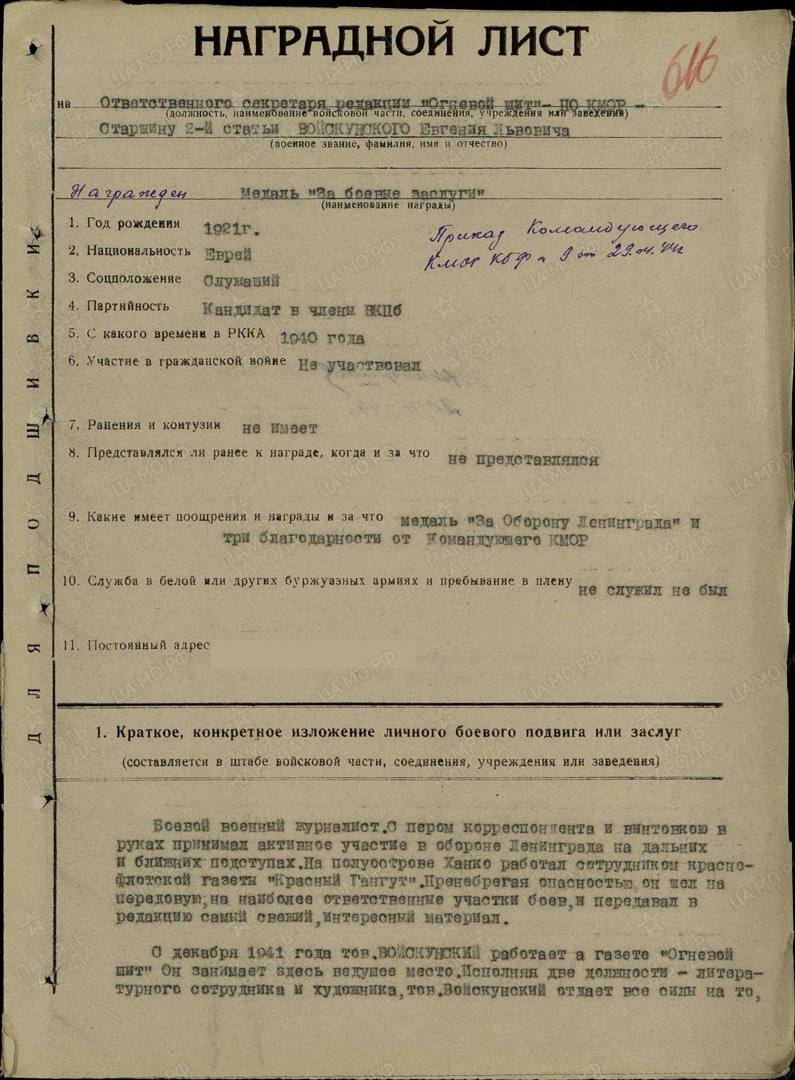 НАГРАДНОЙ ЛИСТ
616
на Ответственного секретаря редакции "Огневой щит"- ПО КМОР -
(должность, наименование войсковой части, соединения, учреждения или заведения)
Старшину 2-й статьи ВОЙСКУНСКОГО Евгения Львовича
(военное звание, фамилия, имя и отчество)
Награжден Медаль "За боевые заслуги"
(наименование награды)
Приказ Командующего
КМОР КБФ № 9 от 29.04.44г
1. Год рождения 1921г.
2. Национальность Еврей
3. Соцположение Служащий
4. Партийность Кандидат в члены ВКПб
5. С какого времени в РККА 1940 года
6. Участие в гражданской войне Не участвовал
7. Ранения и контузии не имеет
8. Представлялся ли ранее к награде, когда и за что не представлялся
9. Какие имеет поощрения и награды и за что медаль "За Оборону Ленинграда" и
три благодарности от Командующего КМОР
10. Служба в белой или других буржуазных армиях и пребывание в плену не служил не был
11. Постоянный адрес
1. Краткое, конкретное изложение личного боевого подвига или заслуг
(составляется в штабе войсковой части, соединения, учреждения или заведения)
Боевой военный журналист.С пером корреспондента и винтовкою в
руках принимал активное участие в обороне Ленинграда на дальних
и ближних подступах.На полуострове Ханко работал сотрудником красно-
флотской газеты "Красный Гангут".Пренебрегая опасностью он шел на
передовую,на наиболее ответственные участки боев,и передавал в
редакцию самый свежий,интересный материал.
С декабря 1941 года тов.ВОЙСКУНСКИЙ работает а газете "Огневой
щит" Он занимает здесь ведущее место.Исполняя две должности - литера-
турного сотрудника и художника,тов.Войскунский отдает все силы на то,
ДЛЯ ПОДШИВКИ